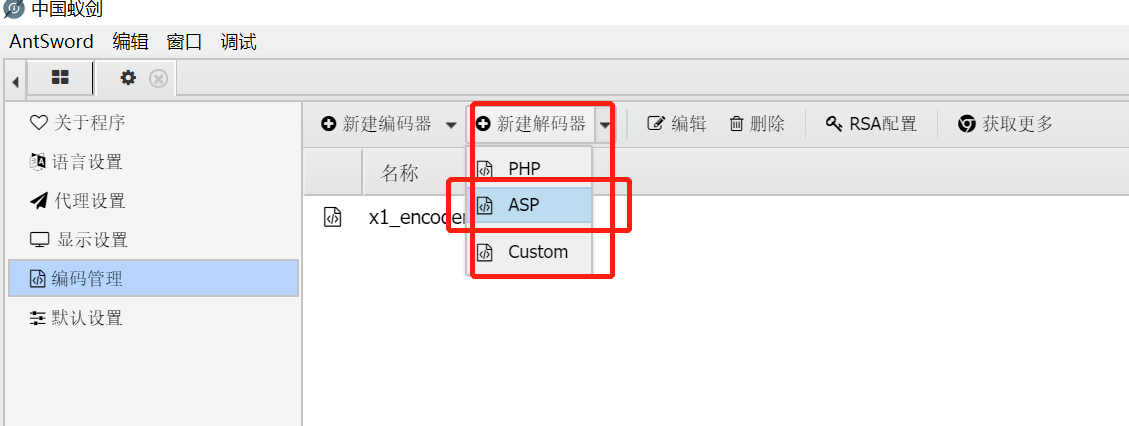 中国蚁剑
AntSword 编辑 窗口 调试
关于程序
语言设置
代理设置
显示设置
编码管理
默认设置
新建编码器 新建解码器 编辑 删除 RSA配置 获取更多
名称
x1_encoder
PHP
ASP
Custom